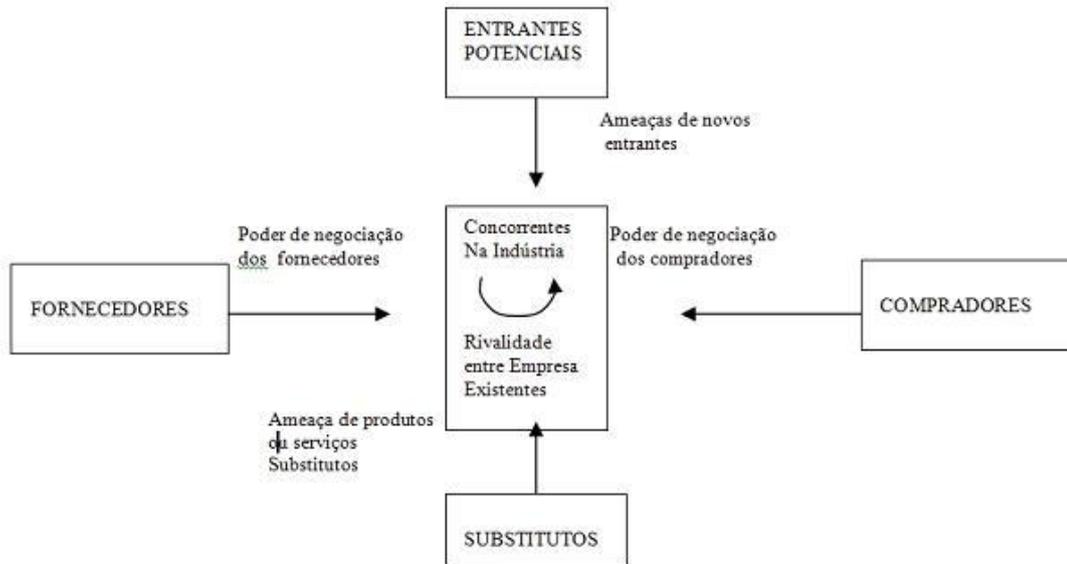 ENTRANTES
POTENCIAIS
Ameaças de novos
entrantes
Poder de negociação
dos fornecedores
Concorrentes
Na Indústria
Poder de negociação
dos compradores
FORNECEDORES
COMPRADORES
Rivalidade
entre Empresa
Existentes
Ameaça de produtos
ou serviços
Substitutos
SUBSTITUTOS